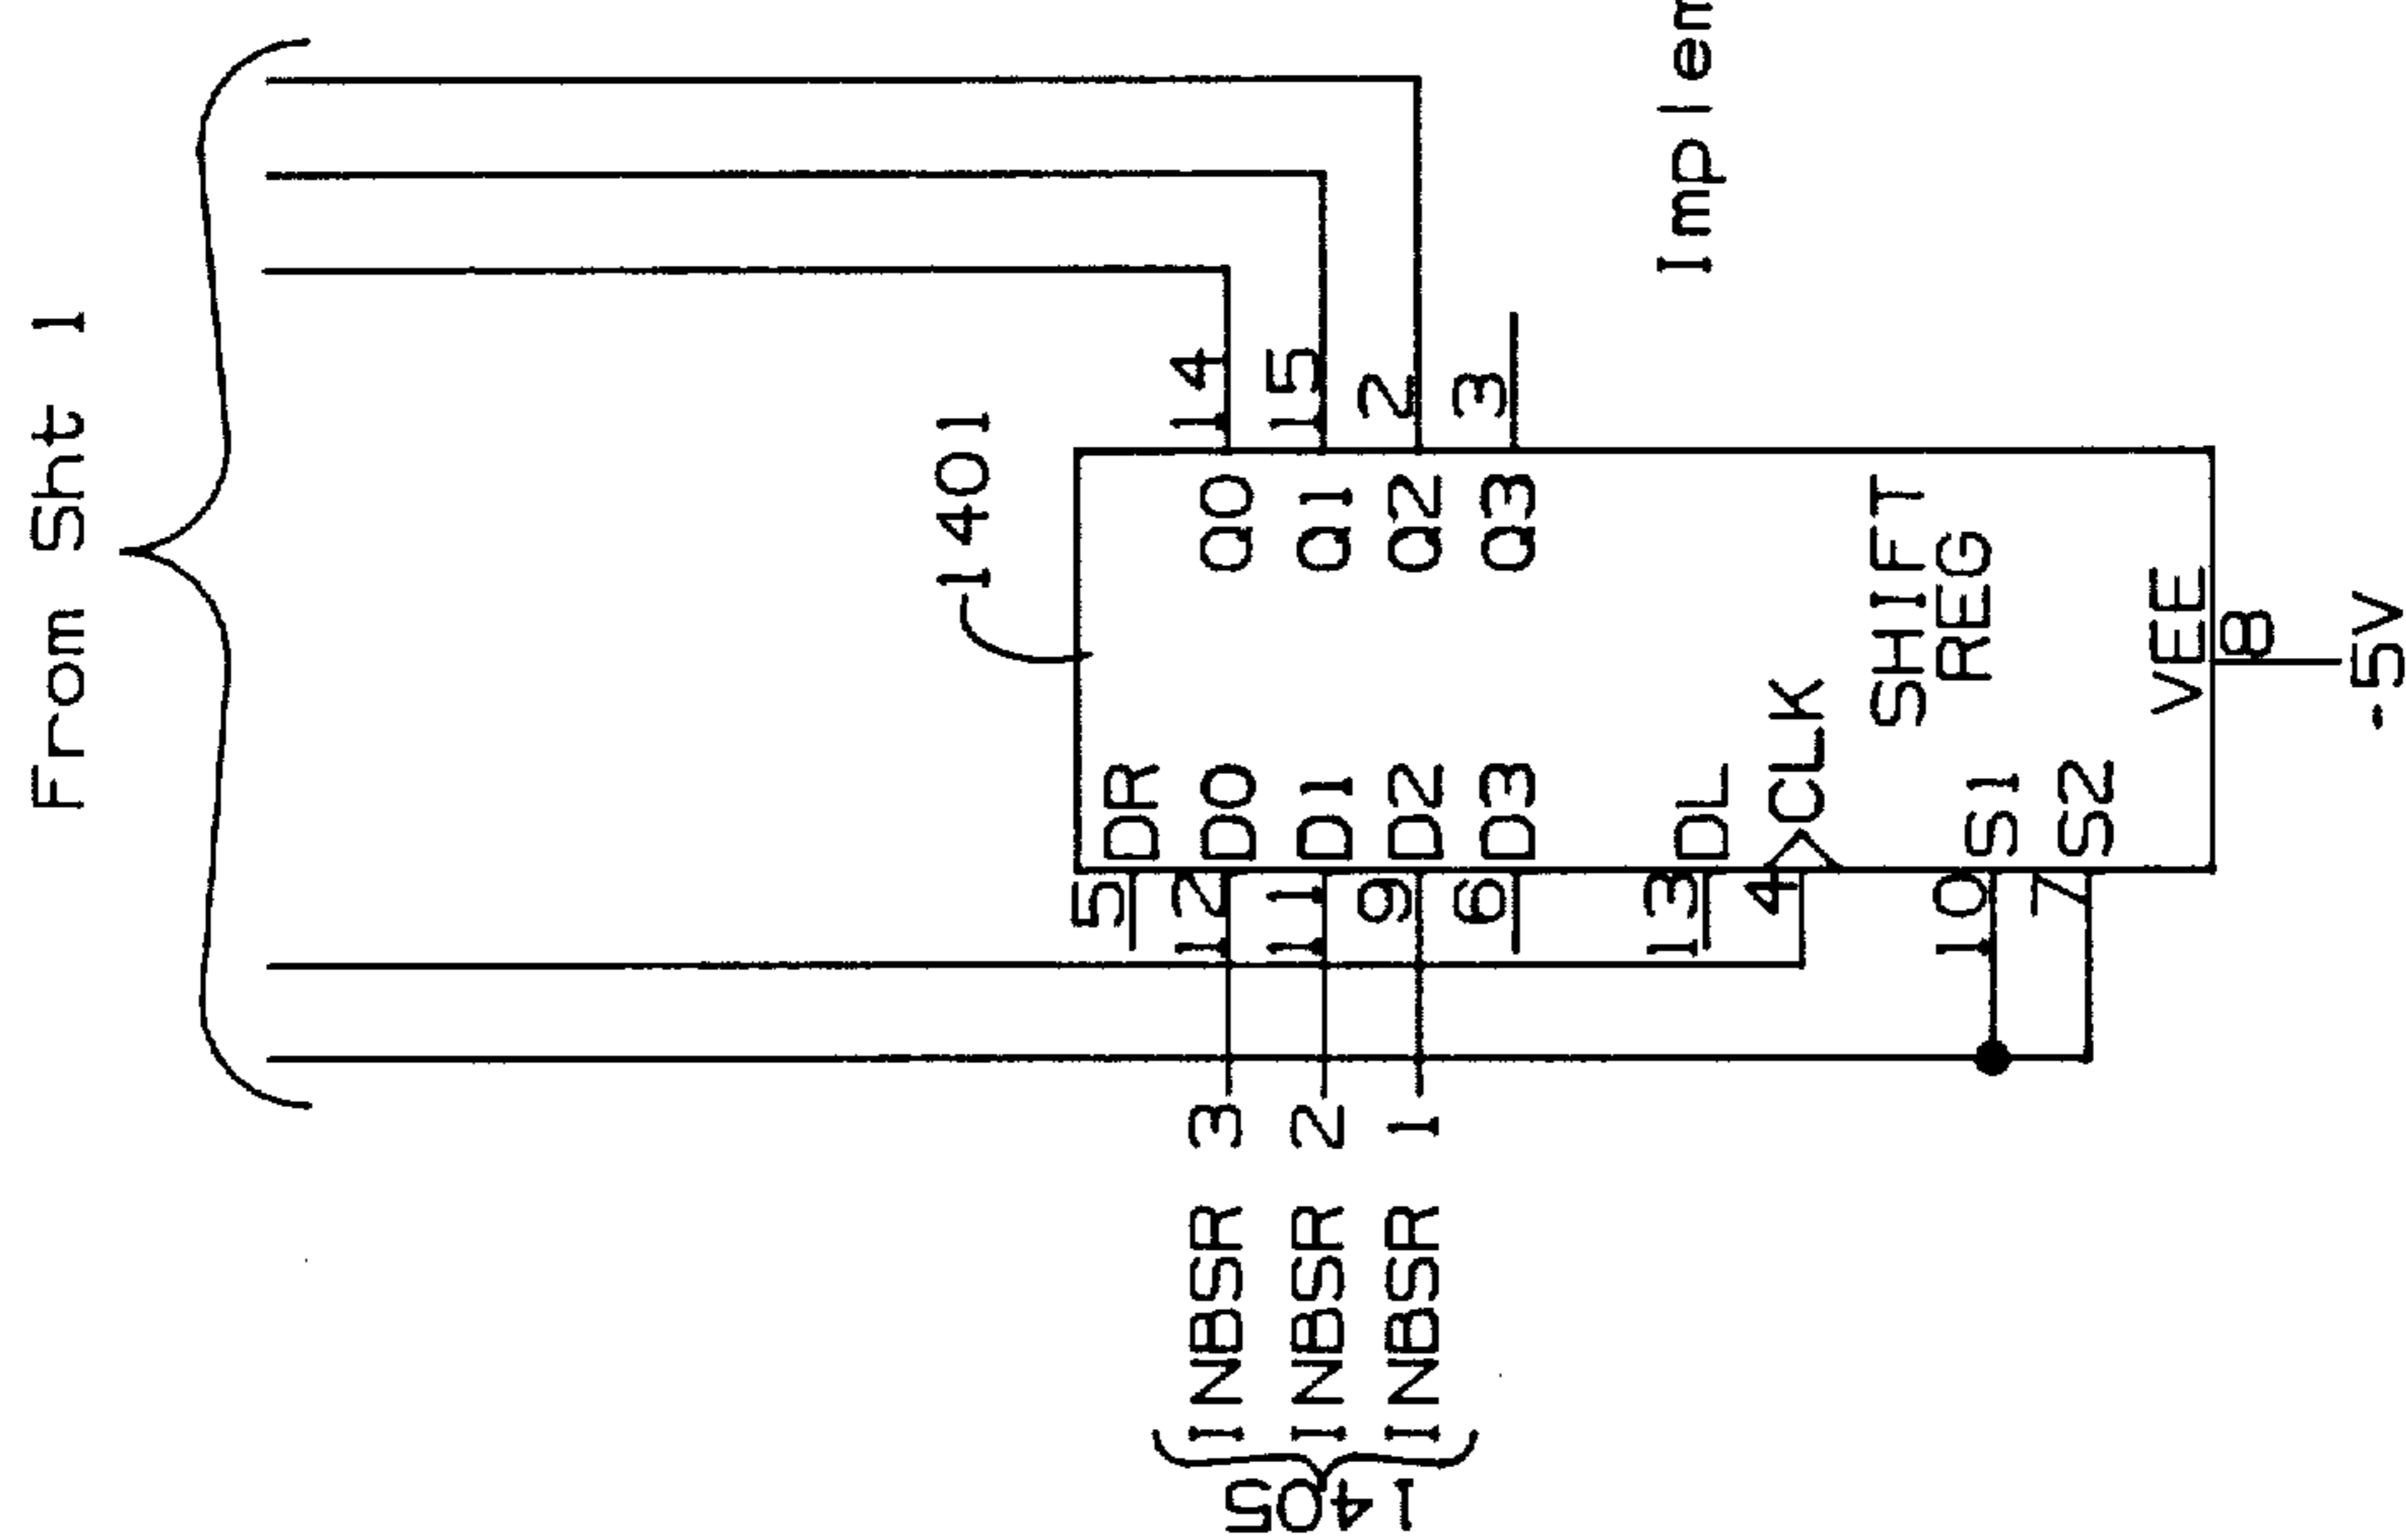 From Sht 1
1401
14
15
2
3
Q0
Q1
Q2
Q3
SHIFT
REG
VEE
8
-5V
DR
D0
D1
D2
D3
DL
CLK
S1
S2
5
12
11
9
6
13
4
10
7
INBSR 3
INBSR 2
INBSR 1
1405
Implem